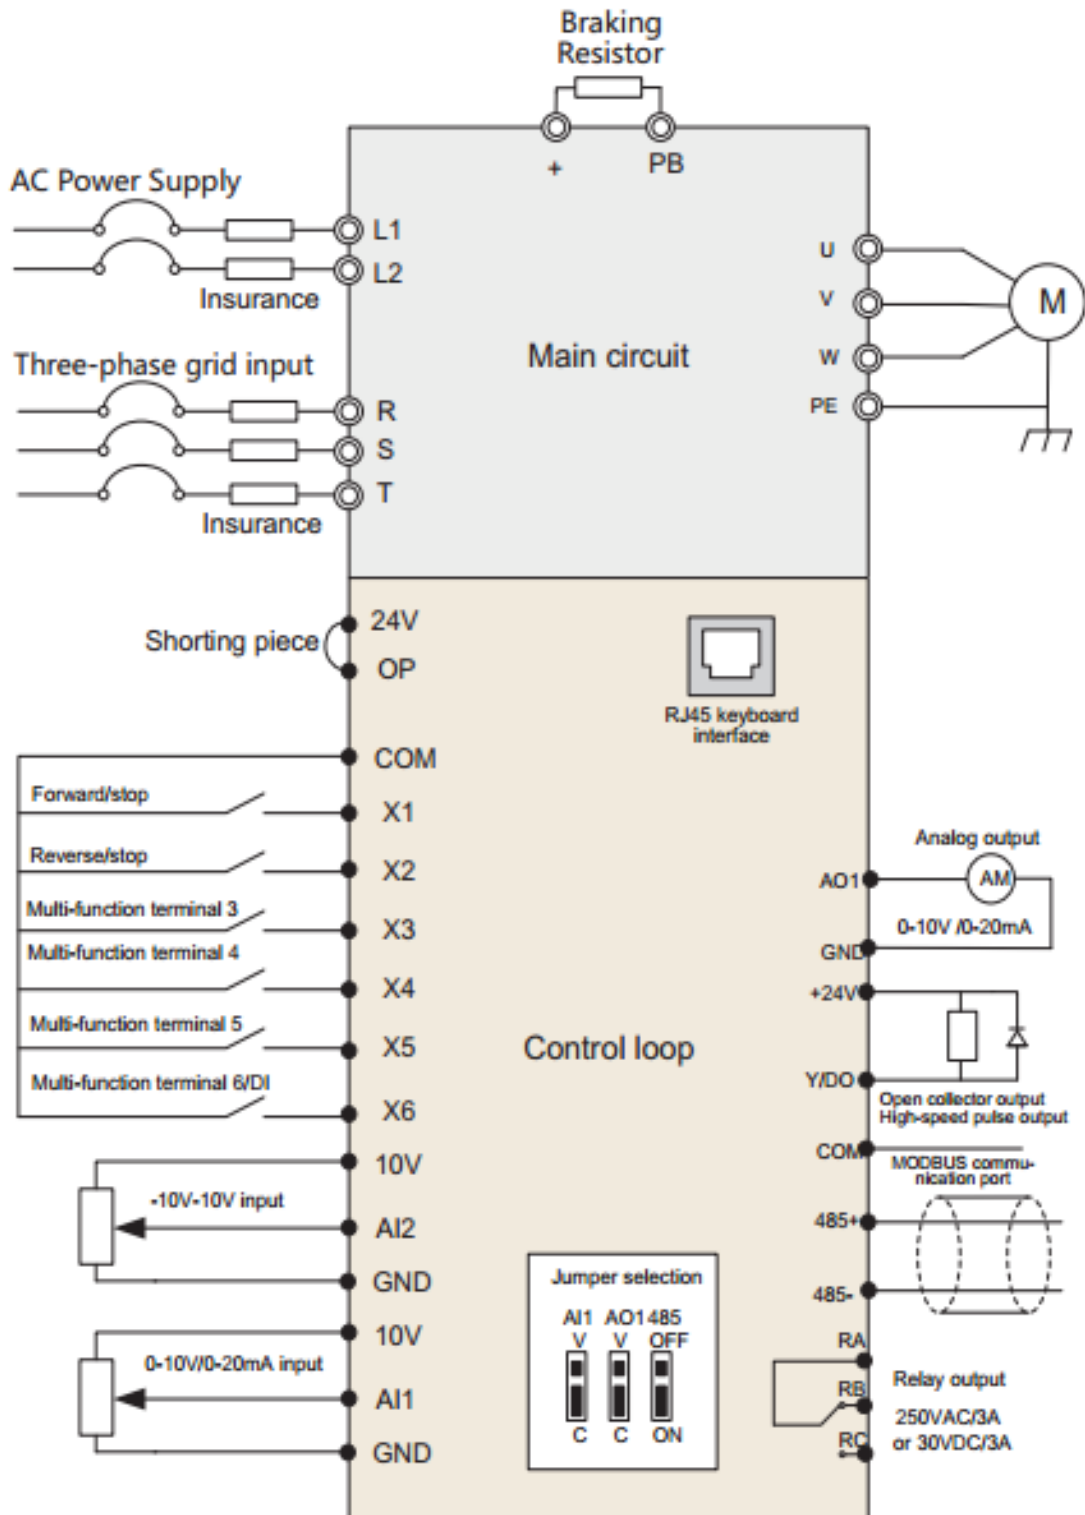 Braking
Resistor
+
PB
AC Power Supply
L1
L2
Insurance
U
V
W
PE
M
Main circuit
Three-phase grid input
R
S
T
Insurance
24V
Shorting piece
OP
RJ45 keyboard
interface
COM
Forward/stop
X1
Reverse/stop
X2
Multi-function terminal 3
X3
Multi-function terminal 4
X4
Multi-function terminal 5
X5
Multi-function terminal 6/DI
X6
Control loop
Analog output
AO1
AM
0-10V /0-20mA
GND
+24V
Y/DO
Open collector output
High-speed pulse output
COM
MODBUS commu-
nication port
485+
485-
10V
-10V-10V input
AI2
GND
10V
0-10V/0-20mA input
AI1
GND
Jumper selection
AI1 AO1 485
V V OFF
C C ON
RA
RB
RC
Relay output
250VAC/3A
or 30VDC/3A